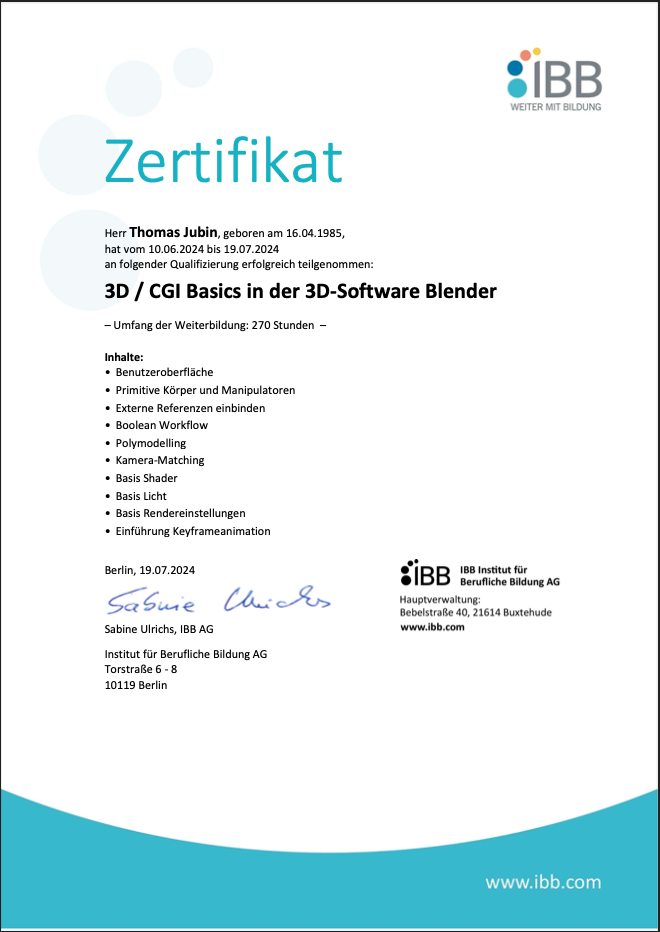 IBB
WEITER MIT BILDUNG
Zertifikat
Herr Thomas Jubin, geboren am 16.04.1985,
hat vom 10.06.2024 bis 19.07.2024
an folgender Qualifizierung erfolgreich teilgenommen:
3D / CGI Basics in der 3D-Software Blender
– Umfang der Weiterbildung: 270 Stunden –
Inhalte:
• Benutzeroberfläche
• Primitive Körper und Manipulatoren
• Externe Referenzen einbinden
• Boolean Workflow
• Polymodelling
• Kamera-Matching
• Basis Shader
• Basis Licht
• Basis Rendereinstellungen
• Einführung Keyframeanimation
Berlin, 19.07.2024
Sabine Ulrichs
Sabine Ulrichs, IBB AG
Institut für Berufliche Bildung AG
Torstraße 6 - 8
10119 Berlin
IBB IBB Institut für
Berufliche Bildung AG
Hauptverwaltung:
Bebelstraße 40, 21614 Buxtehude
www.ibb.com
www.ibb.com